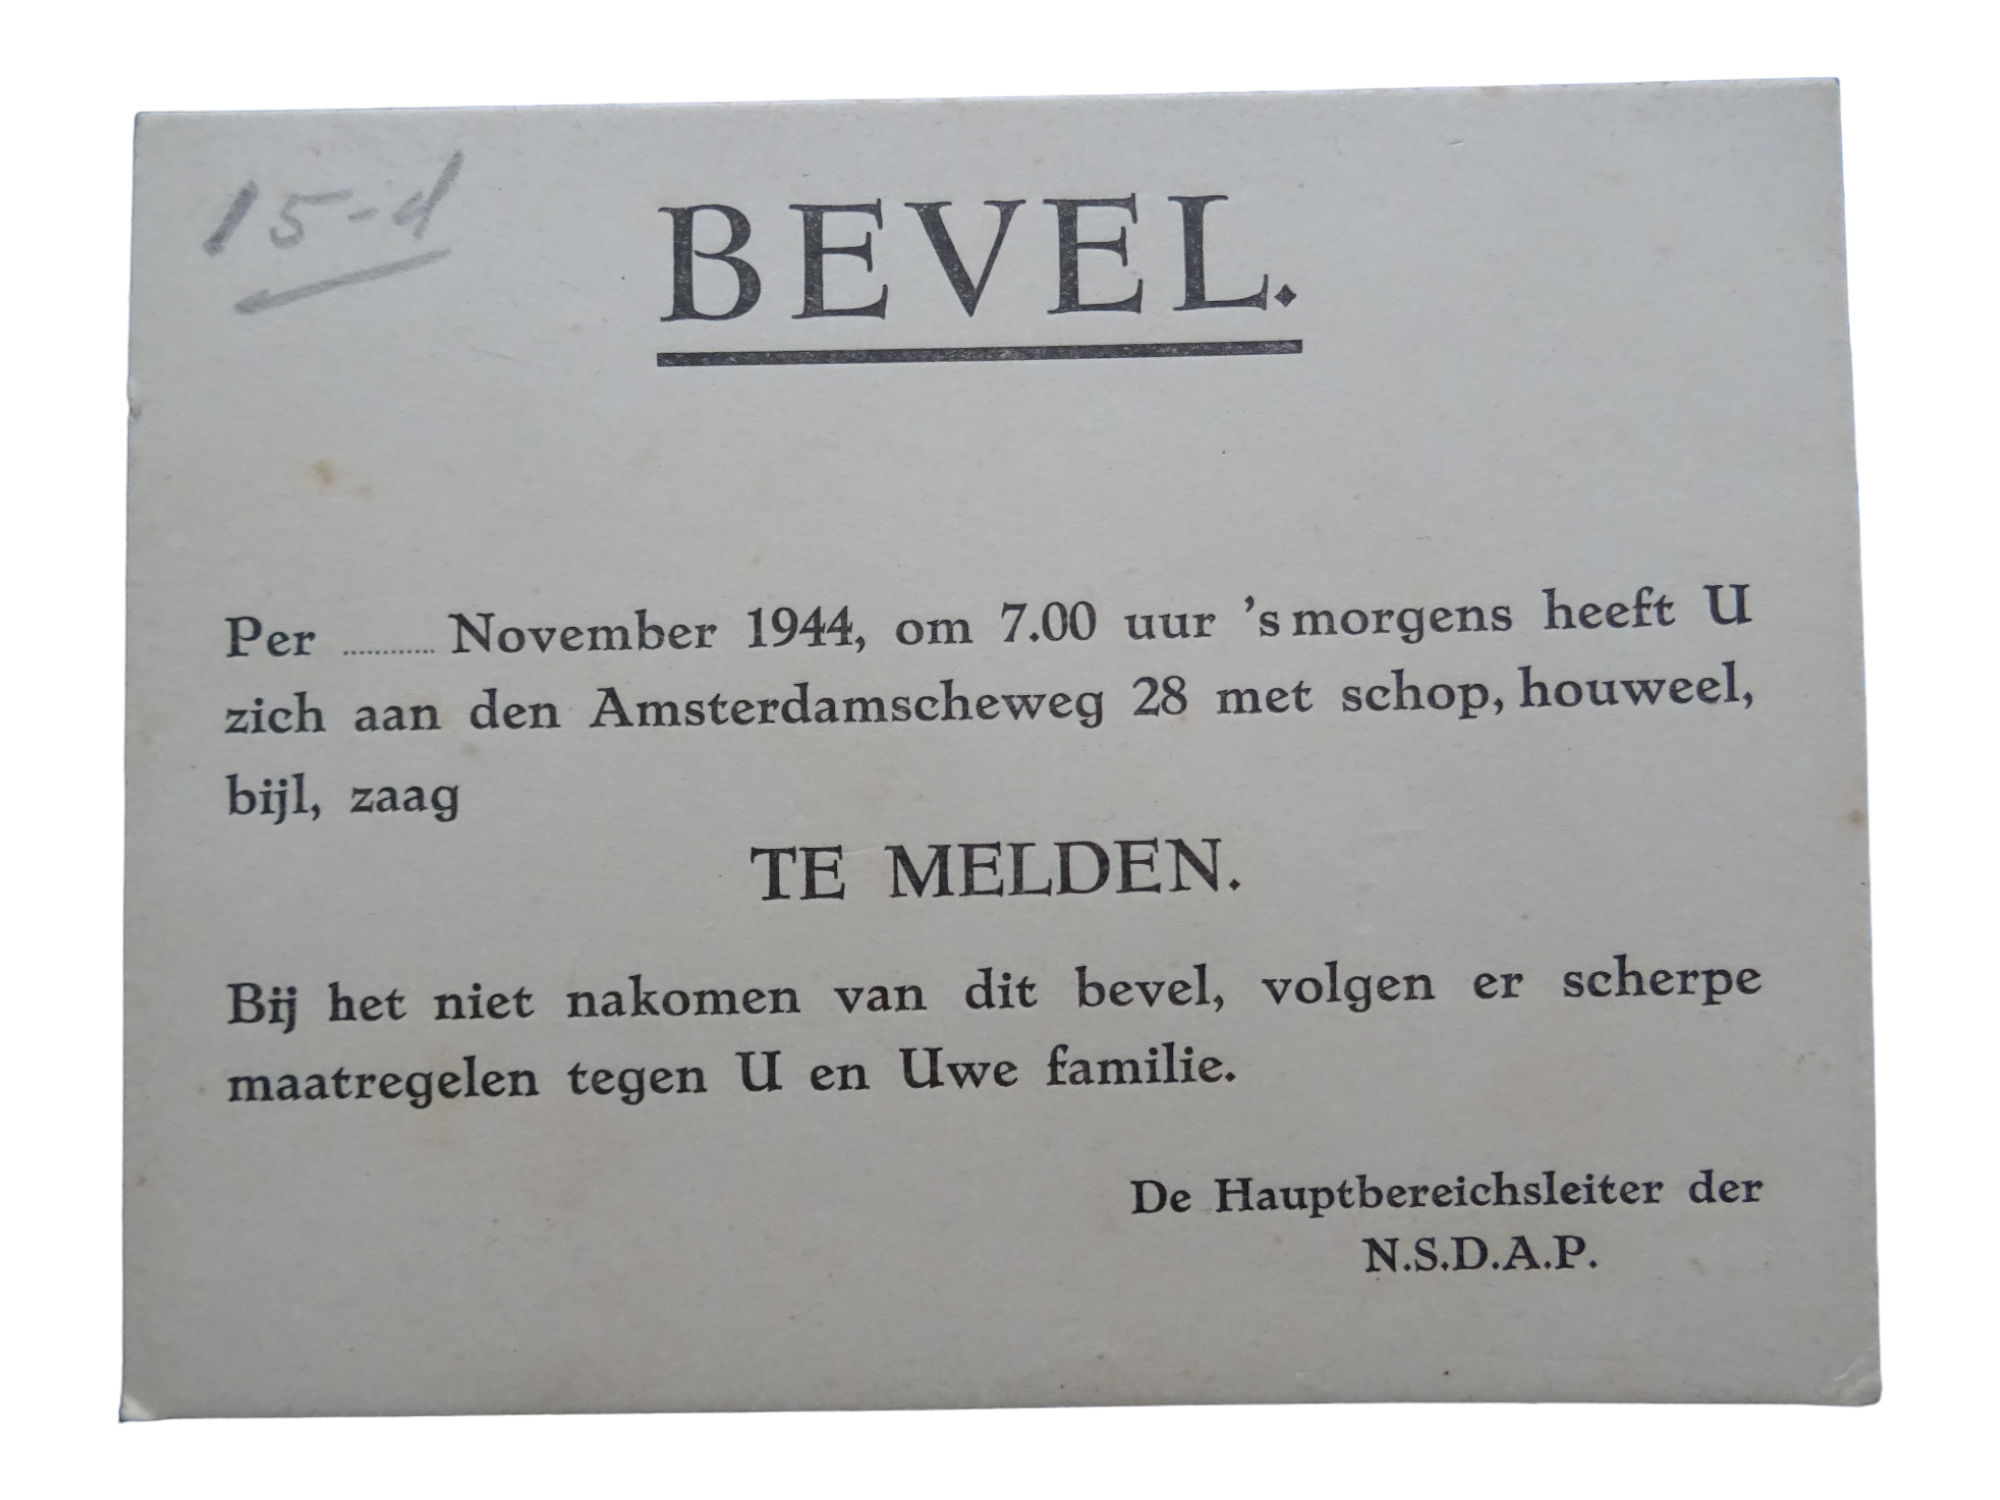 15-d
BEVEL.
Per ............ November 1944, om 7.00 uur 's morgens heeft U
zich aan den Amsterdamscheweg 28 met schop, houweel,
bijl, zaag
TE MELDEN.
Bij het niet nakomen van dit bevel, volgen er scherpe
maatregelen tegen U en Uwe familie.
De Hauptbereichsleiter der
N.S.D.A.P.